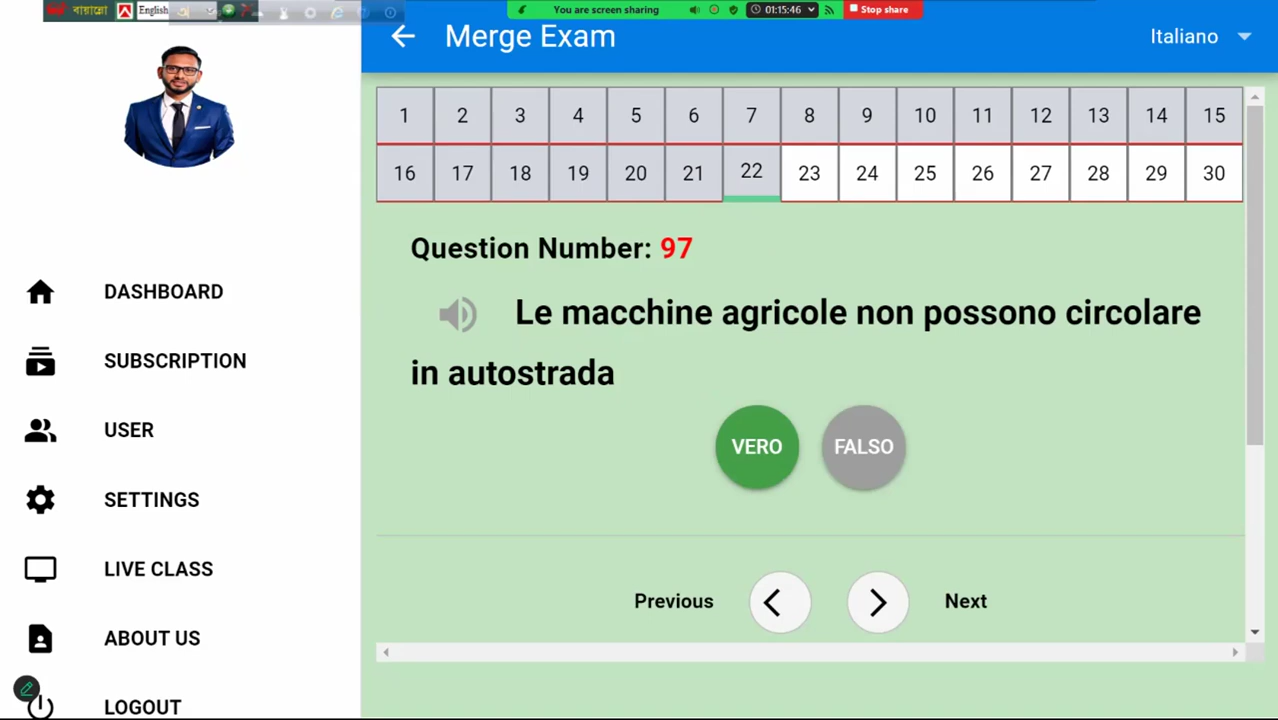 বায়ান্নো
English
You are screen sharing
01:15:46
Stop share
Merge Exam
Italiano
1 2 3 4 5 6 7 8 9 10 11 12 13 14 15
16 17 18 19 20 21 22 23 24 25 26 27 28 29 30
Question Number: 97
Le macchine agricole non possono circolare
in autostrada
VERO FALSO
Previous Next
DASHBOARD
SUBSCRIPTION
USER
SETTINGS
LIVE CLASS
ABOUT US
LOGOUT